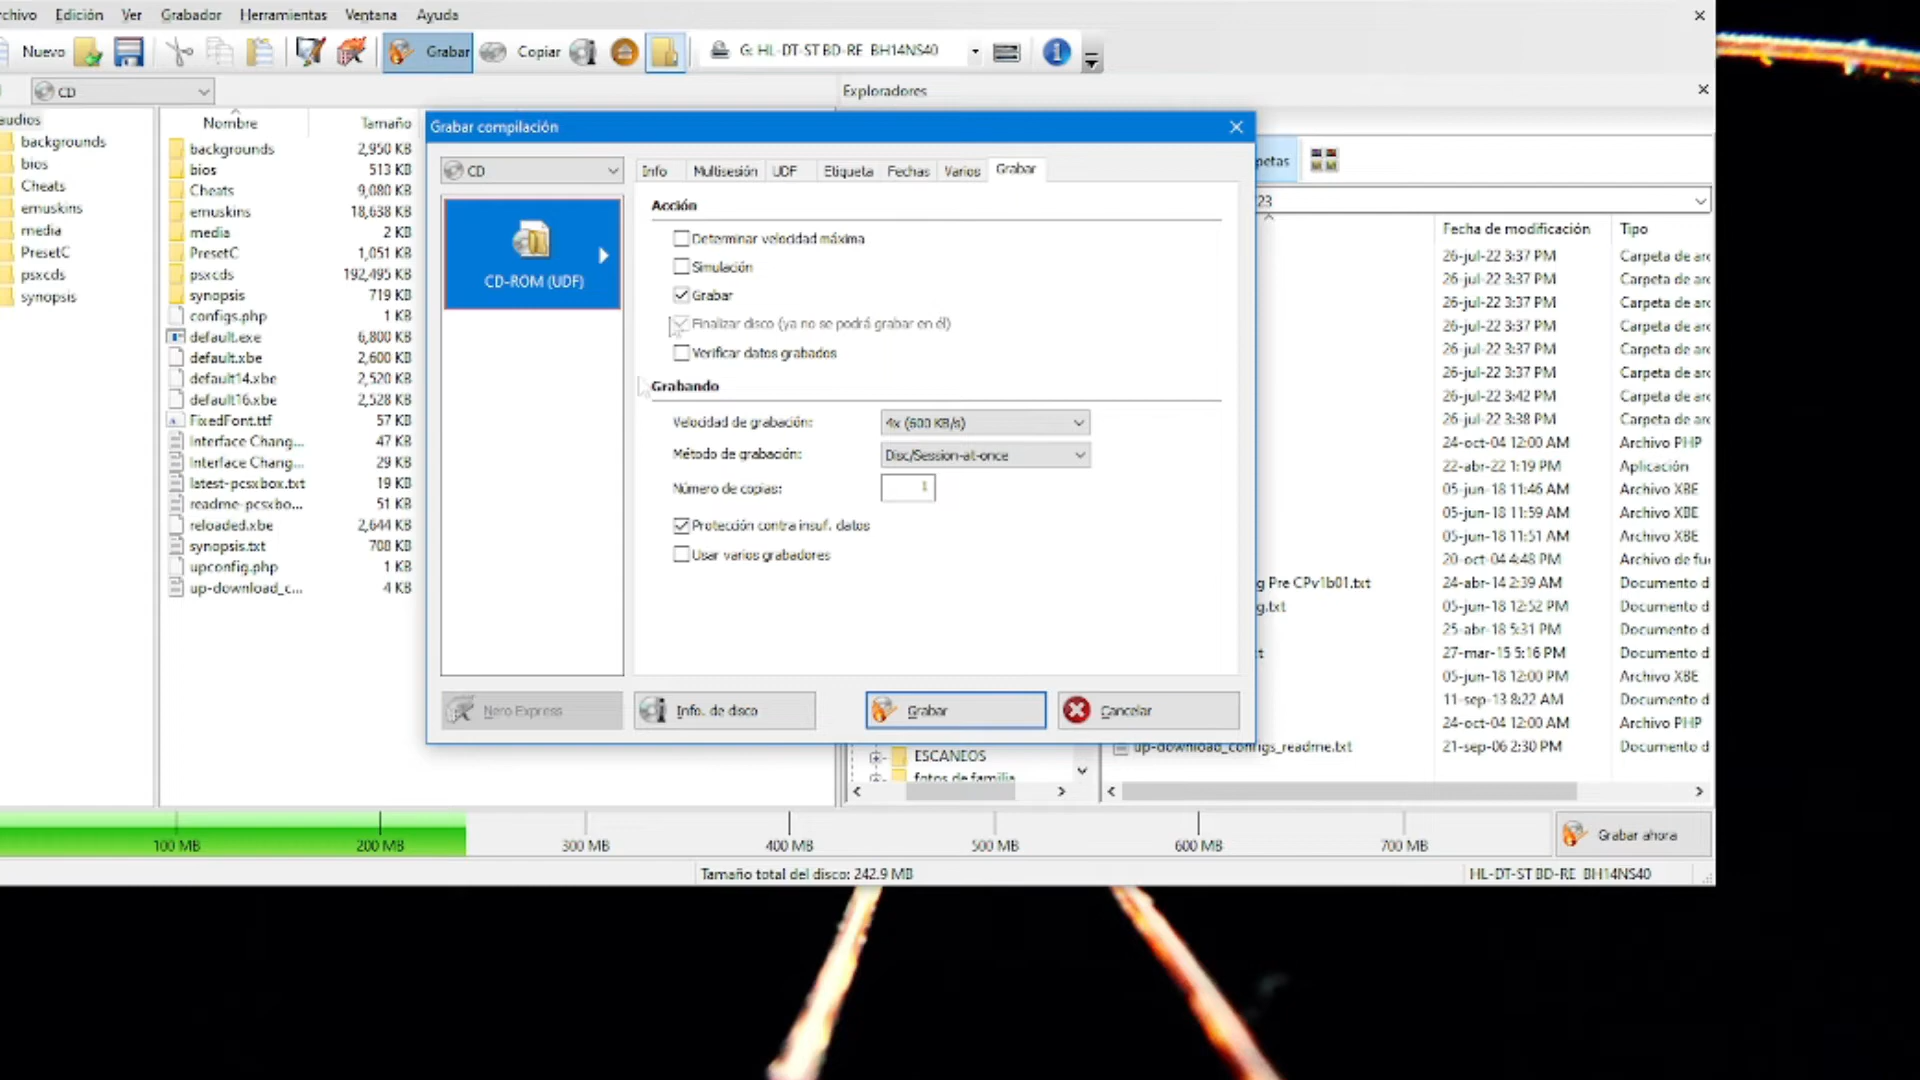 Edición Ver Grabador Herramientas Ventana Ayuda
Nuevo Grabar Copiar G: HL-DT-ST BD-RE BH14NS40
CD
Exploradores
Nombre Tamaño
backgrounds
bios
Cheats
emuskins
media
PresetC
psxcds
synopsis
backgrounds 2,950 KB
bios 513 KB
Cheats 9,080 KB
emuskins 18,638 KB
media 2 KB
PresetC 1,051 KB
psxcds 192,495 KB
synopsis 719 KB
configs.php 1 KB
default.exe 6,800 KB
default.xbe 2,600 KB
default14.xbe 2,520 KB
default16.xbe 2,528 KB
FixedFont.ttf 57 KB
Interface Chang... 47 KB
Interface Chang... 29 KB
latest-pcsxbox.txt 19 KB
readme-pcsxbo... 51 KB
reloaded.xbe 2,644 KB
synopsis.txt 708 KB
upconfig.php 1 KB
up-download_c... 4 KB
Grabar compilación
CD
CD-ROM (UDF)
Info Multisesión UDF Etiqueta Fechas Varios Grabar
Acción
Determinar velocidad máxima
Simulación
Grabar
Finalizar disco (ya no se podrá grabar en él)
Verificar datos grabados
Grabando
Velocidad de grabación: 4x (600 KB/s)
Método de grabación: Disc/Session-at-once
Número de copias: 1
Protección contra insuf. datos
Usar varios grabadores
Nero Express Info. de disco Grabar Cancelar
23
Fecha de modificación Tipo
26-jul-22 3:37 PM Carpeta de arc
26-jul-22 3:37 PM Carpeta de arc
26-jul-22 3:37 PM Carpeta de arc
26-jul-22 3:37 PM Carpeta de arc
26-jul-22 3:37 PM Carpeta de arc
26-jul-22 3:37 PM Carpeta de arc
26-jul-22 3:42 PM Carpeta de arc
26-jul-22 3:38 PM Carpeta de arc
24-oct-04 12:00 AM Archivo PHP
22-abr-22 1:19 PM Aplicación
05-jun-18 11:46 AM Archivo XBE
05-jun-18 11:59 AM Archivo XBE
05-jun-18 11:51 AM Archivo XBE
20-oct-04 4:48 PM Archivo de fu
g Pre CPv1b01.txt 24-abr-14 2:39 AM Documento d
g.txt 05-jun-18 12:52 PM Documento d
25-abr-18 5:31 PM Documento d
t 27-mar-15 5:16 PM Documento d
05-jun-18 12:00 PM Archivo XBE
11-sep-13 8:22 AM Documento d
24-oct-04 12:00 AM Archivo PHP
up-download_configs_readme.txt 21-sep-06 2:30 PM Documento d
ESCANEOS
fotos de familia
100 MB 200 MB 300 MB 400 MB 500 MB 600 MB 700 MB
Grabar ahora
Tamaño total del disco: 242.9 MB HL-DT-ST BD-RE BH14NS40